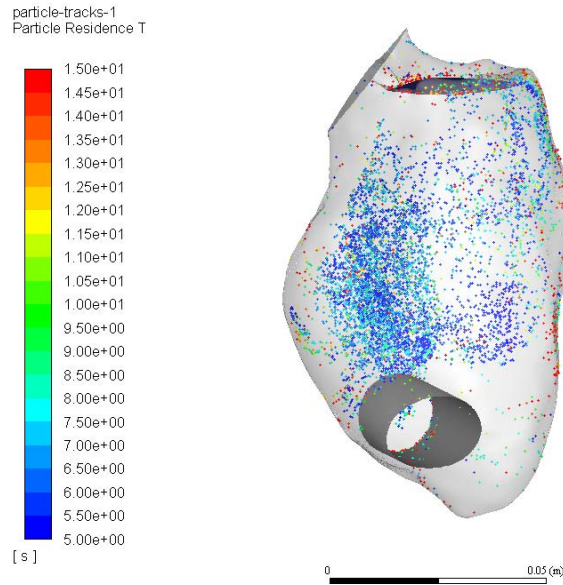 particle-tracks-1
Particle Residence T
1.50e+01
1.45e+01
1.40e+01
1.35e+01
1.30e+01
1.25e+01
1.20e+01
1.15e+01
1.10e+01
1.05e+01
1.00e+01
9.50e+00
9.00e+00
8.50e+00
8.00e+00
7.50e+00
7.00e+00
6.50e+00
6.00e+00
5.50e+00
5.00e+00
[ s ]
0 0.05 (m)